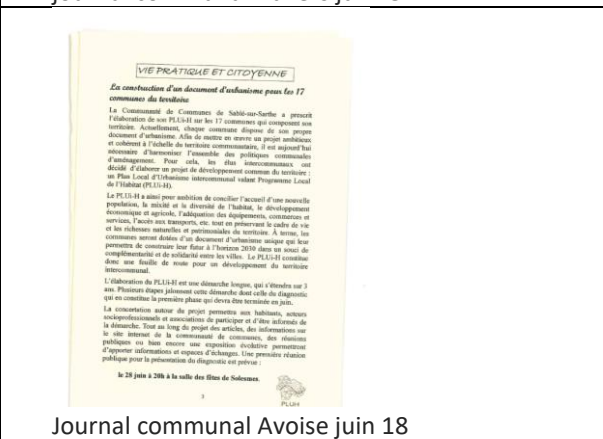 VIE PRATIQUE ET CITOYENNE
La construction d'un document d'urbanisme pour les 17
communes du territoire
La Communauté de Communes de Sablé-sur-Sarthe a prescrit
l'élaboration de son PLUi-H sur les 17 communes qui composent son
territoire. Actuellement, chaque commune dispose de son propre
document d'urbanisme. Afin de mettre en œuvre un projet ambitieux
et cohérent à l'échelle du territoire communautaire, il est aujourd'hui
nécessaire d'harmoniser l'ensemble des politiques communales
d'aménagement. Pour cela, les élus intercommunaux ont
décidé d'élaborer un projet de développement commun du territoire :
un Plan Local d'Urbanisme intercommunal valant Programme Local
de l'Habitat (PLUi-H).
Le PLUi-H a ainsi pour ambition de concilier l'accueil d'une nouvelle
population, la mixité et la diversité de l'habitat, le développement
économique et agricole, l'adéquation des équipements, commerces et
services, l'accès aux transports, etc. tout en préservant le cadre de vie
et les richesses naturelles et patrimoniales du territoire. À terme, les
communes seront dotées d'un document d'urbanisme unique qui leur
permettra de construire leur futur à l'horizon 2030 dans un souci de
complémentarité et de solidarité entre les villes. Le PLUi-H constitue
donc une feuille de route pour un développement du territoire
intercommunal.
L'élaboration du PLUi-H est une démarche longue, qui s'étendra sur 3
ans. Plusieurs étapes jalonnent cette démarche dont celle du diagnostic
qui en constitue la première phase qui devra être terminée en juin.
La concertation autour du projet permettra aux habitants, acteurs
socioprofessionnels et associations de participer et d'être informés de
la démarche. Tout au long du projet des articles, des informations sur
le site internet de la communauté de communes, des réunions
publiques ou bien encore une exposition évolutive permettront
d'apporter informations et espaces d'échanges. Une première réunion
publique pour la présentation du diagnostic est prévue :
le 28 juin à 20h à la salle des fêtes de Solesmes.
3
PLUiH
Journal communal Avoise juin 18